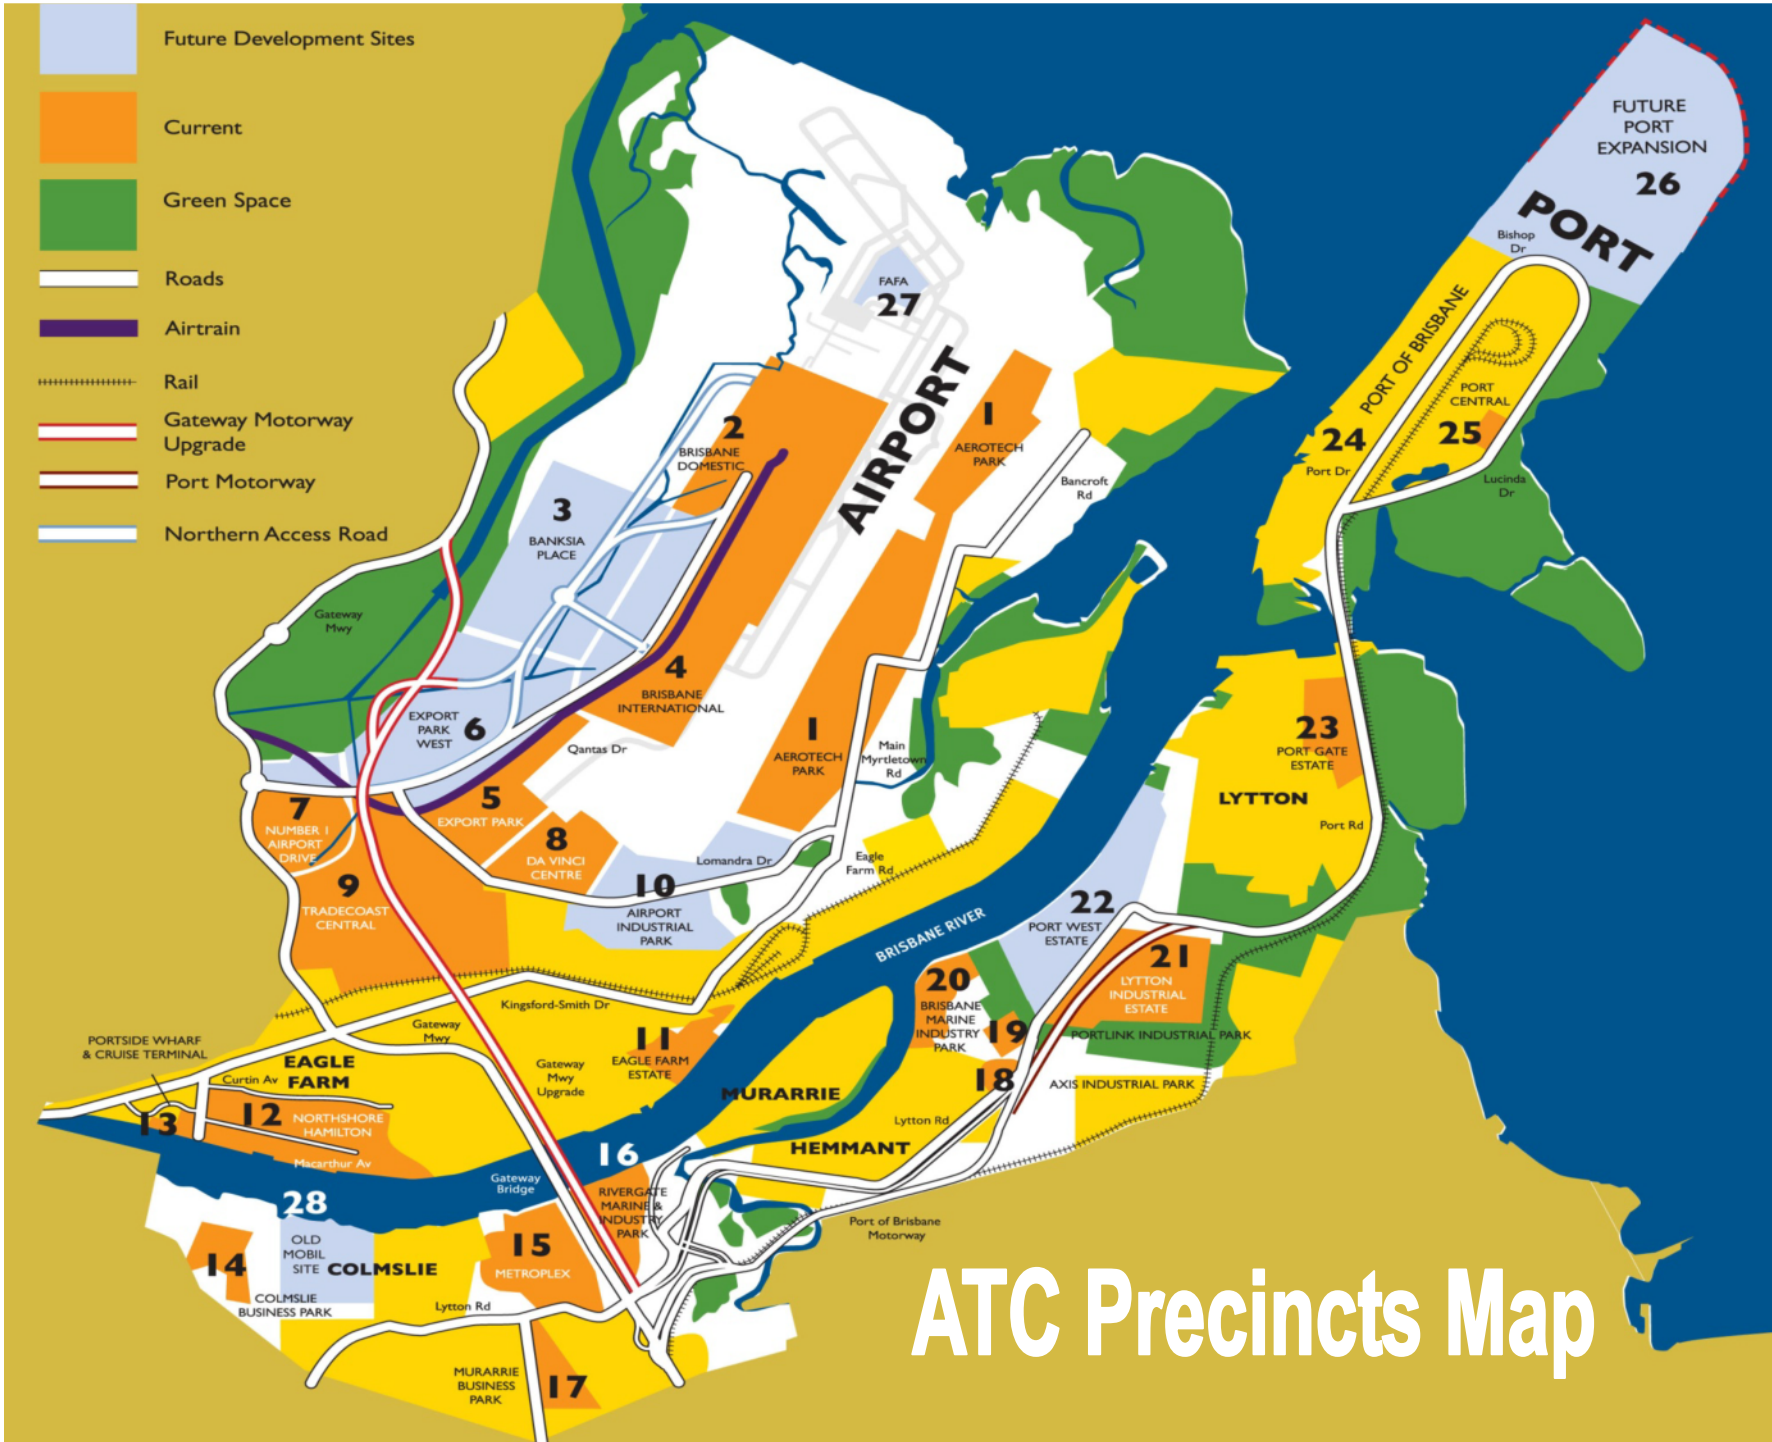 Future Development Sites
Current
Green Space
Roads
Airtrain
Rail
Gateway Motorway
Upgrade
Port Motorway
Northern Access Road
FUTURE
PORT
EXPANSION
26
PORT
Bishop
Dr
PORT OF BRISBANE
PORT
CENTRAL
25
24
Port Dr
Lucinda
Dr
FAFA
27
AIRPORT
1
AEROTECH
PARK
Bancroft
Rd
2
BRISBANE
DOMESTIC
3
BANKSIA
PLACE
Gateway
Mwy
4
BRISBANE
INTERNATIONAL
EXPORT
PARK
WEST
6
Qantas Dr
1
AEROTECH
PARK
Main
Myrtletown
Rd
23
PORT GATE
ESTATE
LYTTON
Port Rd
5
EXPORT PARK
7
NUMBER 1
AIRPORT
DRIVE
8
DA VINCI
CENTRE
Lomandra Dr
Eagle
Farm Rd
9
TRADECOAST
CENTRAL
10
AIRPORT
INDUSTRIAL
PARK
22
PORT WEST
ESTATE
BRISBANE RIVER
21
LYTTON
INDUSTRIAL
ESTATE
20
BRISBANE
MARINE
INDUSTRY
PARK
19
PORTLINK INDUSTRIAL PARK
18
AXIS INDUSTRIAL PARK
Kingsford-Smith Dr
Gateway
Mwy
11
EAGLE FARM
ESTATE
Gateway
Mwy
Upgrade
PORTSIDE WHARF
& CRUISE TERMINAL
EAGLE
FARM
Curtin Av
13
12
NORTHSHORE
HAMILTON
Macarthur Av
MURARRIE
Lytton Rd
HEMMANT
16
RIVERGATE
MARINE &
INDUSTRY
PARK
Gateway
Bridge
28
OLD
MOBIL
SITE
COLMSLIE
14
COLMSLIE
BUSINESS PARK
15
METROPLEX
Port of Brisbane
Motorway
Lytton Rd
MURARRIE
BUSINESS
PARK
17
ATC Precincts Map